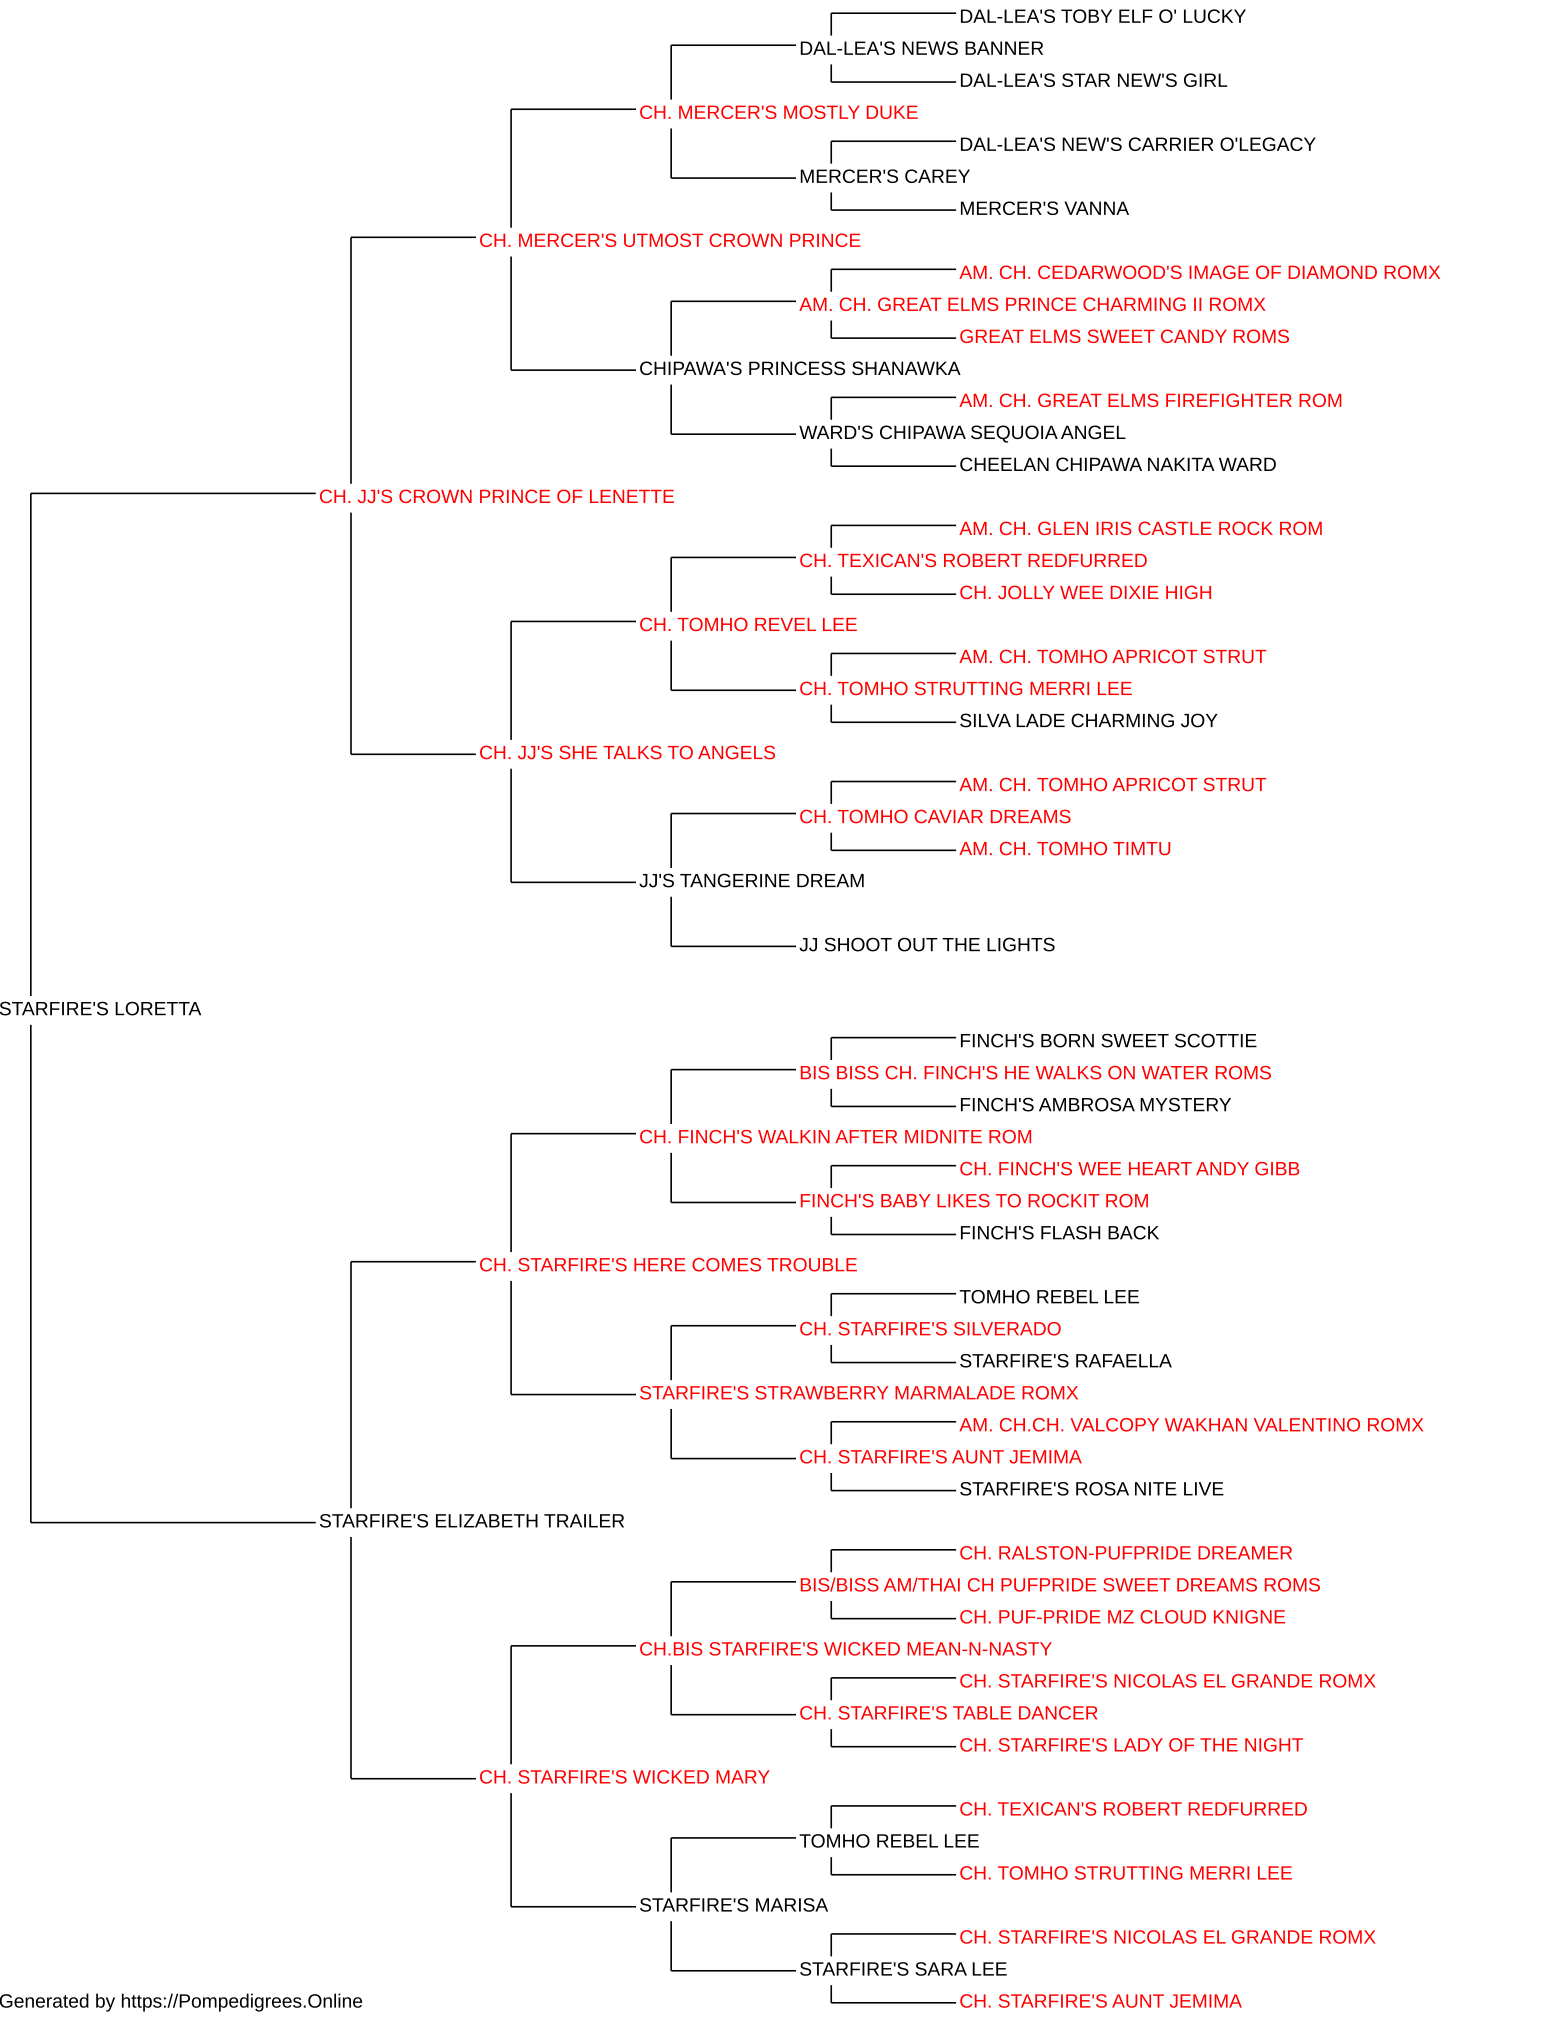 DAL-LEA'S TOBY ELF O' LUCKY
DAL-LEA'S NEWS BANNER
DAL-LEA'S STAR NEW'S GIRL
CH. MERCER'S MOSTLY DUKE
DAL-LEA'S NEW'S CARRIER O'LEGACY
MERCER'S CAREY
MERCER'S VANNA
CH. MERCER'S UTMOST CROWN PRINCE
AM. CH. CEDARWOOD'S IMAGE OF DIAMOND ROMX
AM. CH. GREAT ELMS PRINCE CHARMING II ROMX
GREAT ELMS SWEET CANDY ROMS
CHIPAWA'S PRINCESS SHANAWKA
AM. CH. GREAT ELMS FIREFIGHTER ROM
WARD'S CHIPAWA SEQUOIA ANGEL
CHEELAN CHIPAWA NAKITA WARD
CH. JJ'S CROWN PRINCE OF LENETTE
AM. CH. GLEN IRIS CASTLE ROCK ROM
CH. TEXICAN'S ROBERT REDFURRED
CH. JOLLY WEE DIXIE HIGH
CH. TOMHO REVEL LEE
AM. CH. TOMHO APRICOT STRUT
CH. TOMHO STRUTTING MERRI LEE
SILVA LADE CHARMING JOY
CH. JJ'S SHE TALKS TO ANGELS
AM. CH. TOMHO APRICOT STRUT
CH. TOMHO CAVIAR DREAMS
AM. CH. TOMHO TIMTU
JJ'S TANGERINE DREAM
JJ SHOOT OUT THE LIGHTS
STARFIRE'S LORETTA
FINCH'S BORN SWEET SCOTTIE
BIS BISS CH. FINCH'S HE WALKS ON WATER ROMS
FINCH'S AMBROSA MYSTERY
CH. FINCH'S WALKIN AFTER MIDNITE ROM
CH. FINCH'S WEE HEART ANDY GIBB
FINCH'S BABY LIKES TO ROCKIT ROM
FINCH'S FLASH BACK
CH. STARFIRE'S HERE COMES TROUBLE
TOMHO REBEL LEE
CH. STARFIRE'S SILVERADO
STARFIRE'S RAFAELLA
STARFIRE'S STRAWBERRY MARMALADE ROMX
AM. CH.CH. VALCOPY WAKHAN VALENTINO ROMX
CH. STARFIRE'S AUNT JEMIMA
STARFIRE'S ROSA NITE LIVE
STARFIRE'S ELIZABETH TRAILER
CH. RALSTON-PUFPRIDE DREAMER
BIS/BISS AM/THAI CH PUFPRIDE SWEET DREAMS ROMS
CH. PUF-PRIDE MZ CLOUD KNIGNE
CH.BIS STARFIRE'S WICKED MEAN-N-NASTY
CH. STARFIRE'S NICOLAS EL GRANDE ROMX
CH. STARFIRE'S TABLE DANCER
CH. STARFIRE'S LADY OF THE NIGHT
CH. STARFIRE'S WICKED MARY
CH. TEXICAN'S ROBERT REDFURRED
TOMHO REBEL LEE
CH. TOMHO STRUTTING MERRI LEE
STARFIRE'S MARISA
CH. STARFIRE'S NICOLAS EL GRANDE ROMX
STARFIRE'S SARA LEE
CH. STARFIRE'S AUNT JEMIMA
Generated by https://Pompedigrees.Online